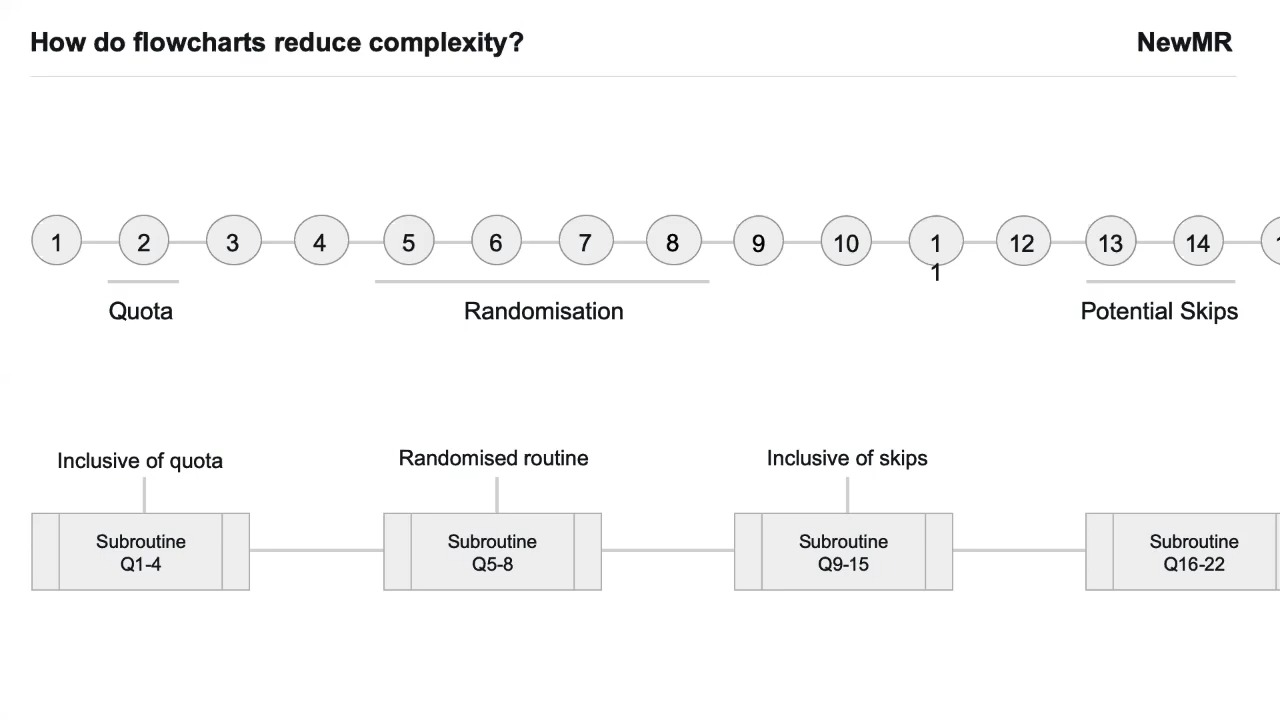 How do flowcharts reduce complexity?
NewMR
1 2 3 4 5 6 7 8 9 10 1 12 13 14
1
Quota Randomisation Potential Skips
Inclusive of quota Randomised routine Inclusive of skips
Subroutine Subroutine Subroutine Subroutine
Q1-4 Q5-8 Q9-15 Q16-22